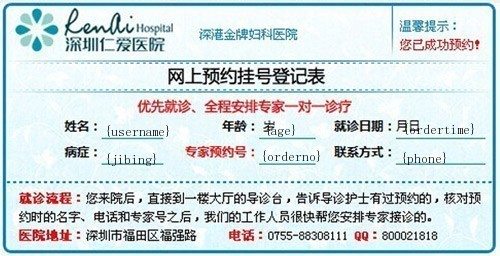 RenAi Hospital
深圳仁爱医院
深港金牌妇科医院
温馨提示：
您已成功预约!
网上预约挂号登记表
优先就诊、全程安排专家一对一诊疗
姓名： {username} 年龄： 岁{age} 就诊日期： 月日{ordertime}
病症： {jibing} 专家预约号： {orderno} 联系方式： {phone}
就诊流程：您来院后，直接到一楼大厅的导诊台，告诉导诊护士有过预约的，核对预
约时的名字、电话和专家号之后，我们的工作人员很快帮您安排专家接诊的。
医院地址：深圳市福田区福强路 电话：0755-88308111 QQ：800021818